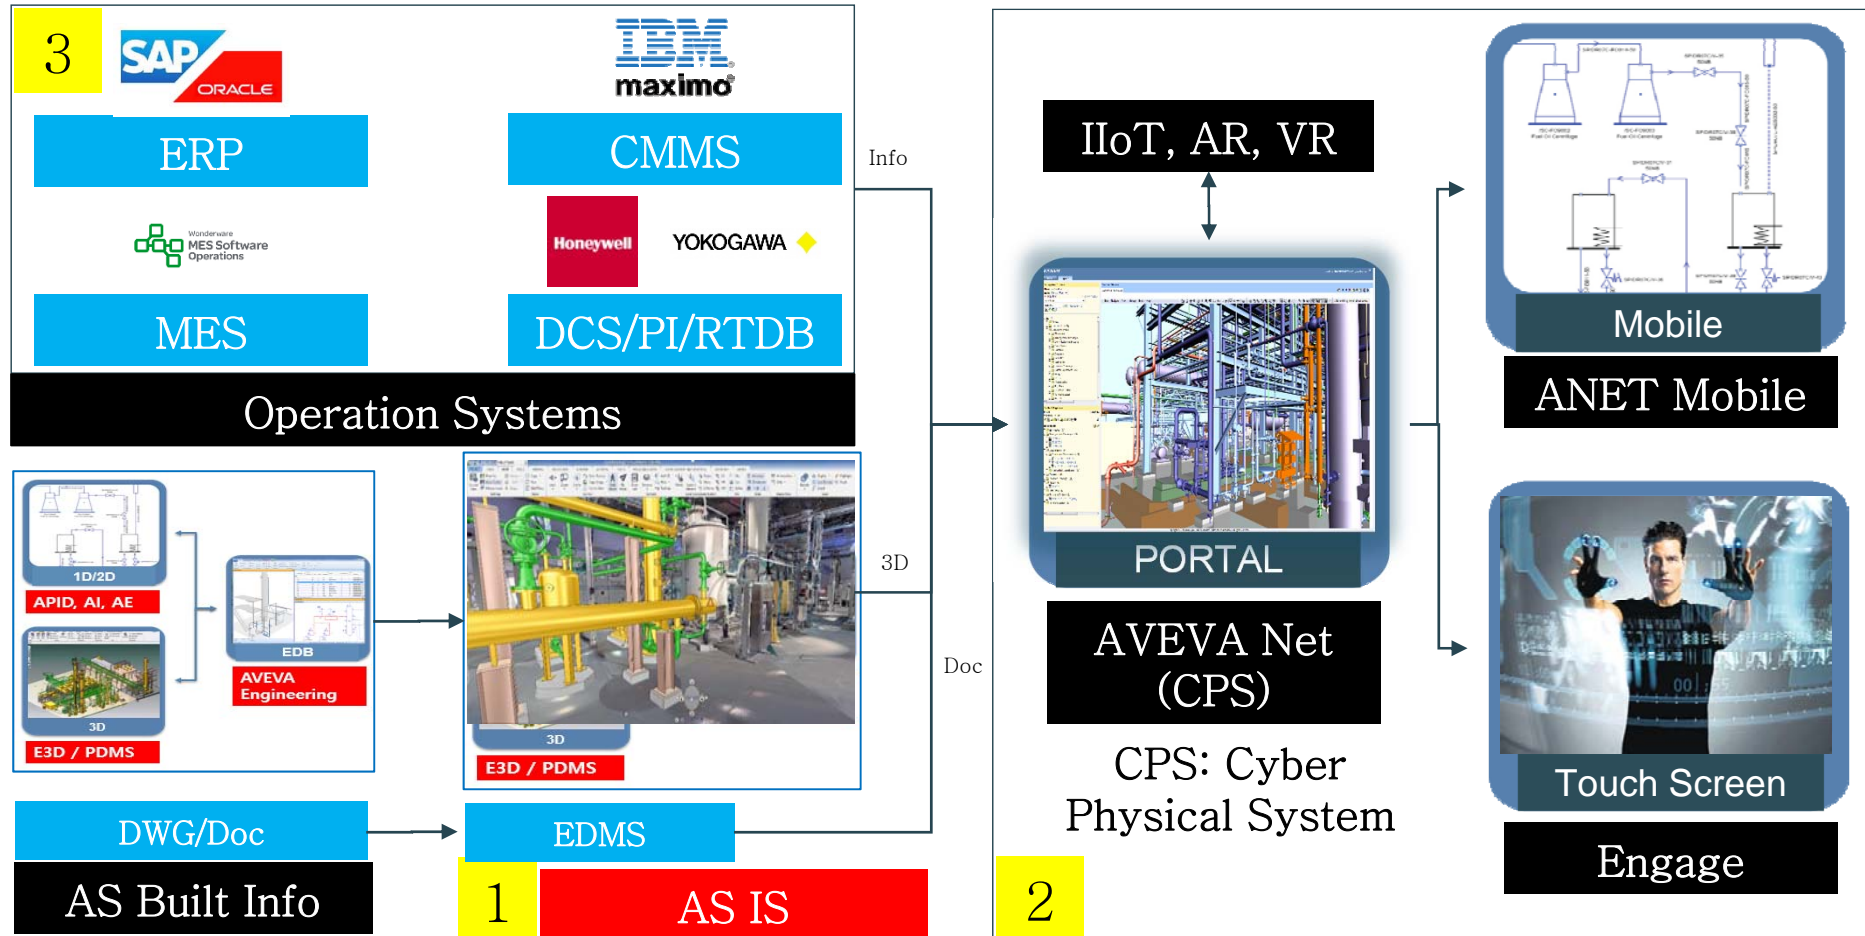 3
SAP
ORACLE
IBM
maximo
ERP
CMMS
Info
Wonderware
MES Software
Operations
Honeywell
YOKOGAWA
MES
DCS/PI/RTDB
Operation Systems
1D/2D
APID, AI, AE
EDB
AVEVA
Engineering
3D
E3D / PDMS
3D
E3D / PDMS
3D
Doc
DWG/Doc
EDMS
AS Built Info
1
AS IS
IIoT, AR, VR
PORTAL
AVEVA Net
(CPS)
CPS: Cyber
Physical System
2
Mobile
ANET Mobile
Touch Screen
Engage